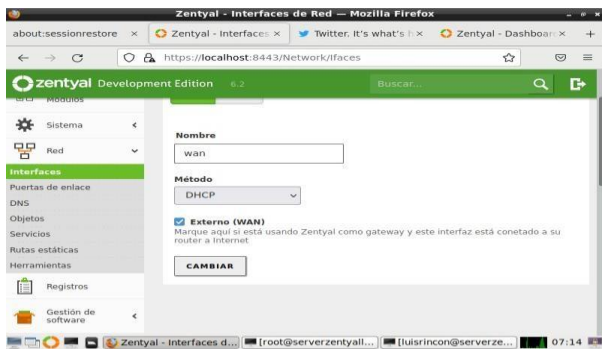 Zentyal - Interfaces de Red — Mozilla Firefox
about:sessionrestore
Zentyal - Interfaces
Twitter. It's what's h
Zentyal - Dashboar
https://localhost:8443/Network/Ifaces
zentyal Development Edition 6.2
Buscar...
Módulos
Sistema
Red
Interfaces
Puertas de enlace
DNS
Objetos
Servicios
Rutas estáticas
Herramientas
Registros
Gestión de
software
Nombre
wan
Método
DHCP
Externo (WAN)
Marque aquí si está usando Zentyal como gateway y este interfaz está conetado a su
router a Internet
CAMBIAR
Zentyal - Interfaces d...
[root@serverzentyall...
[luisrincon@serverze...
07:14